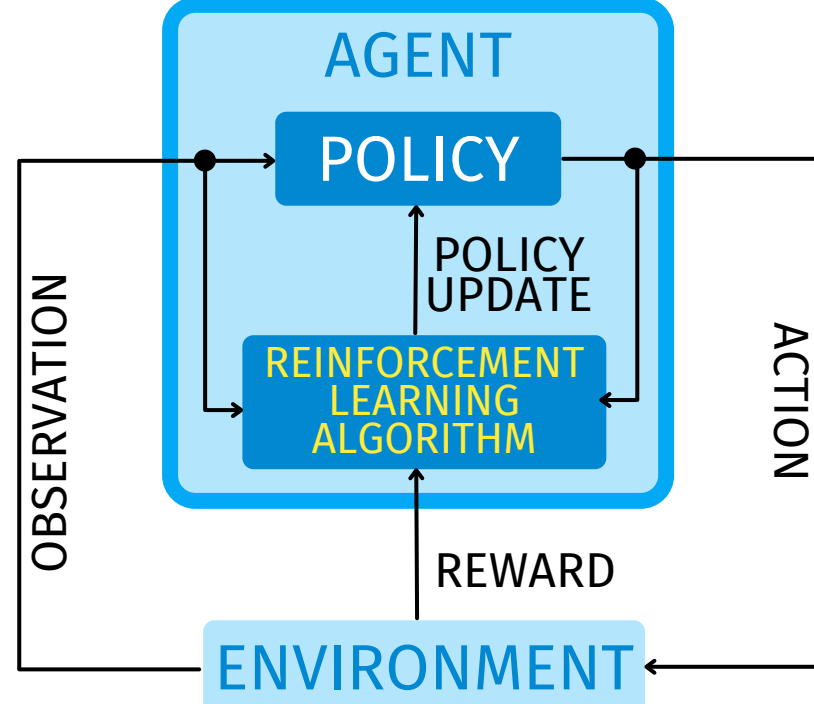 AGENT
POLICY
POLICY
UPDATE
REINFORCEMENT
LEARNING
ALGORITHM
OBSERVATION
ACTION
REWARD
ENVIRONMENT